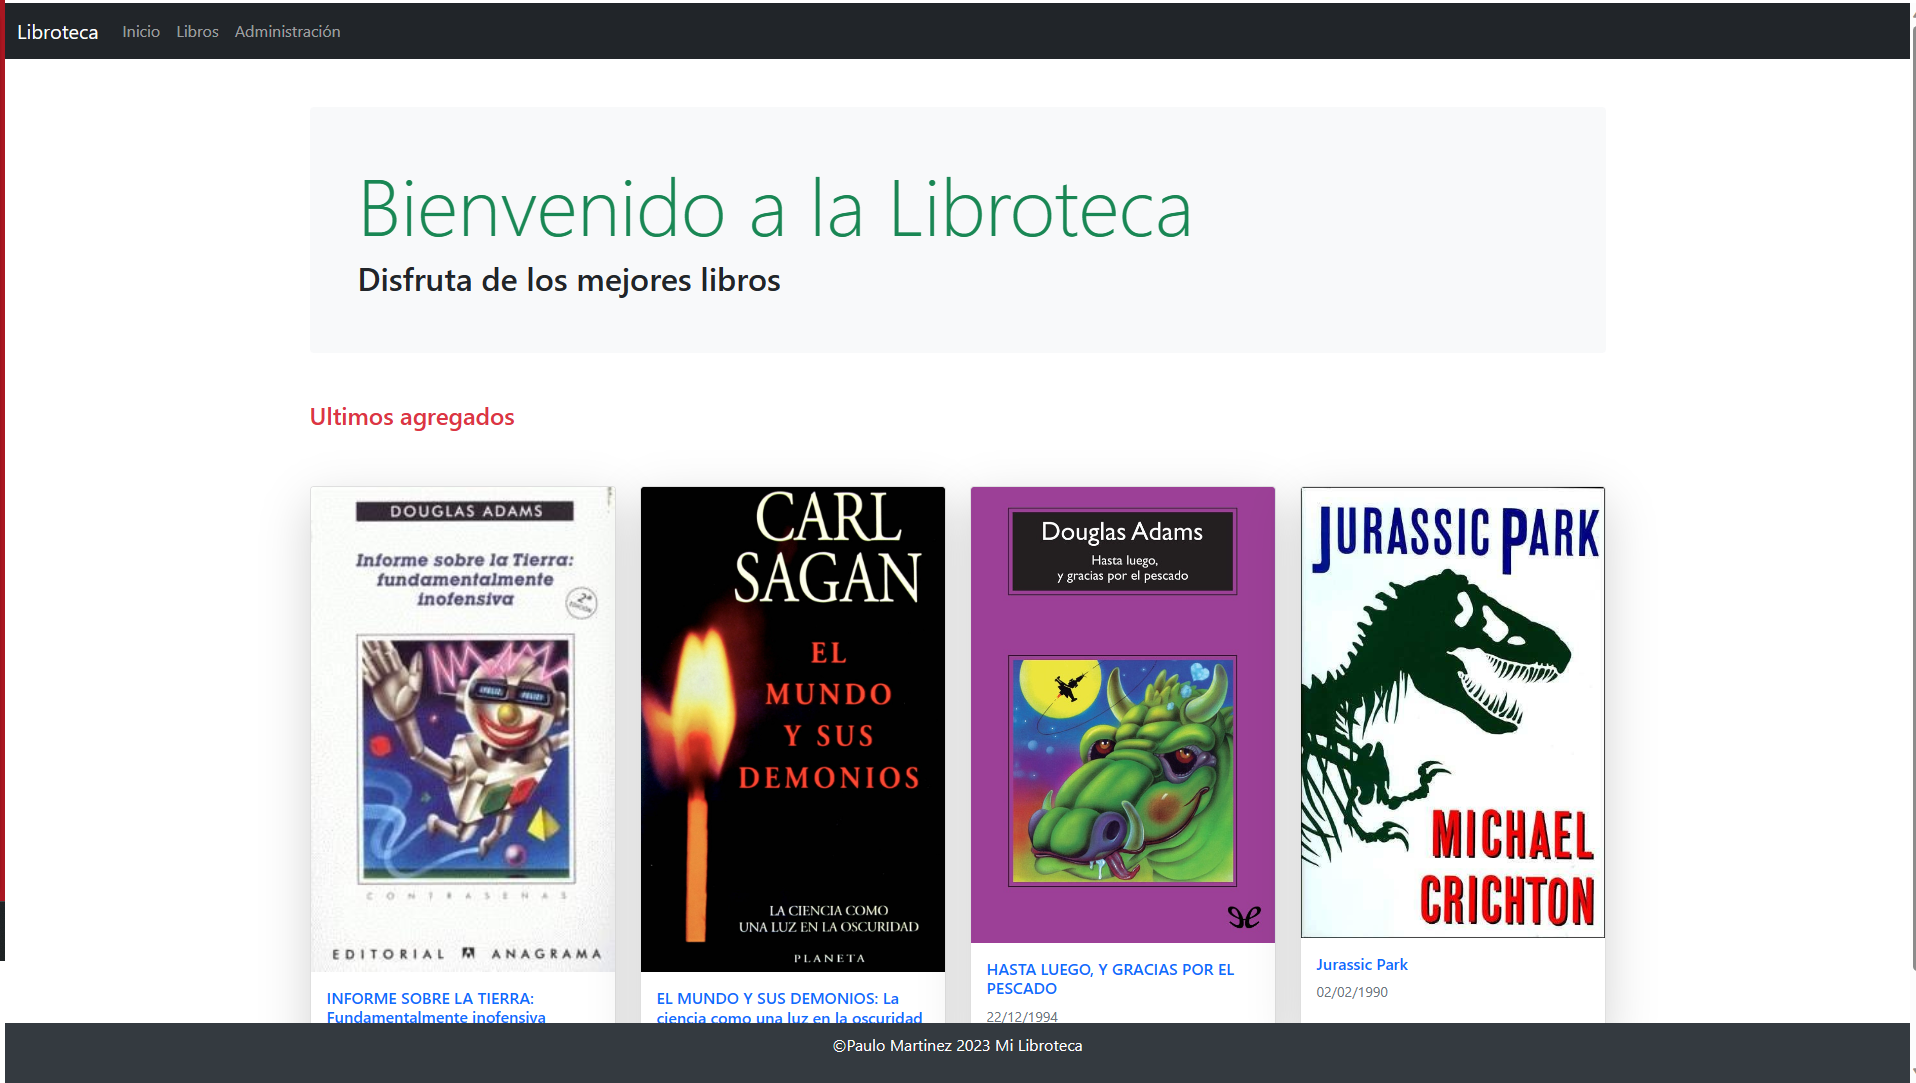 Libroteca Inicio Libros Administración
Bienvenido a la Libroteca
Disfruta de los mejores libros
Ultimos agregados
DOUGLAS ADAMS
Informe sobre la Tierra:
fundamentalmente
inofensiva
2ª
EDICIÓN
CONTRASEÑAS
EDITORIAL ANAGRAMA
INFORME SOBRE LA TIERRA:
Fundamentalmente inofensiva
CARL
SAGAN
EL
MUNDO
Y SUS
DEMONIOS
LA CIENCIA COMO
UNA LUZ EN LA OSCURIDAD
PLANETA
EL MUNDO Y SUS DEMONIOS: La
ciencia como una luz en la oscuridad
Douglas Adams
Hasta luego,
y gracias por el pescado
HASTA LUEGO, Y GRACIAS POR EL
PESCADO
22/12/1994
JURASSIC PARK
MICHAEL
CRICHTON
Jurassic Park
02/02/1990
©Paulo Martinez 2023 Mi Libroteca